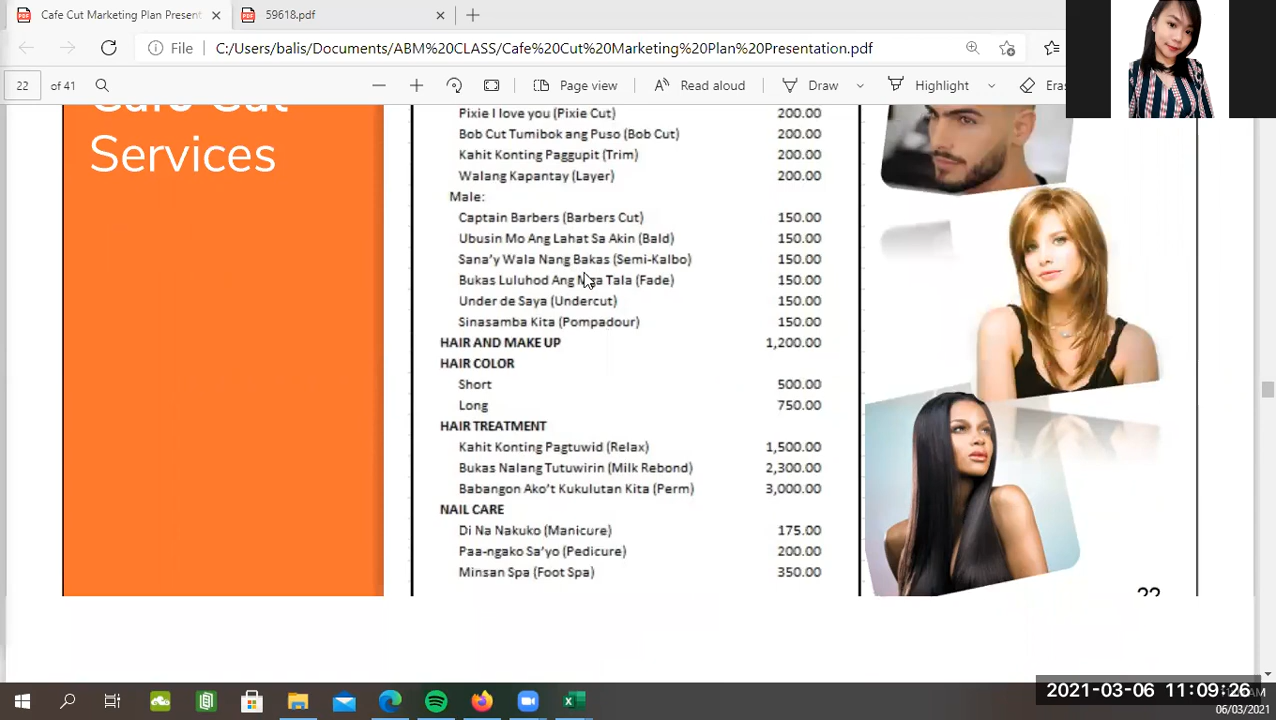 Cafe Cut Marketing Plan Present
59618.pdf
File
C:/Users/balis/Documents/ABM%20CLASS/Cafe%20Cut%20Marketing%20Plan%20Presentation.pdf
22 of 41
Page view
Read aloud
Draw
Highlight
Eras
Cafe Cut
Services
Pixie I love you (Pixie Cut) 200.00
Bob Cut Tumibok ang Puso (Bob Cut) 200.00
Kahit Konting Paggupit (Trim) 200.00
Walang Kapantay (Layer) 200.00
Male:
Captain Barbers (Barbers Cut) 150.00
Ubusin Mo Ang Lahat Sa Akin (Bald) 150.00
Sana'y Wala Nang Bakas (Semi-Kalbo) 150.00
Bukas Luluhod Ang Mga Tala (Fade) 150.00
Under de Saya (Undercut) 150.00
Sinasamba Kita (Pompadour) 150.00
HAIR AND MAKE UP 1,200.00
HAIR COLOR
Short 500.00
Long 750.00
HAIR TREATMENT
Kahit Konting Pagtuwid (Relax) 1,500.00
Bukas Nalang Tutuwirin (Milk Rebond) 2,300.00
Babangon Ako't Kukulutan Kita (Perm) 3,000.00
NAIL CARE
Di Na Nakuko (Manicure) 175.00
Paa-ngako Sa'yo (Pedicure) 200.00
Minsan Spa (Foot Spa) 350.00
22
2021-03-06 11:09:26
06/03/2021